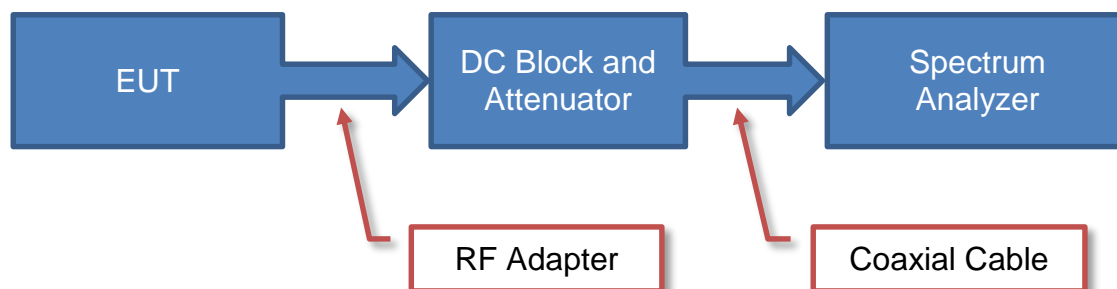 EUT
DC Block and
Attenuator
Spectrum
Analyzer
RF Adapter
Coaxial Cable